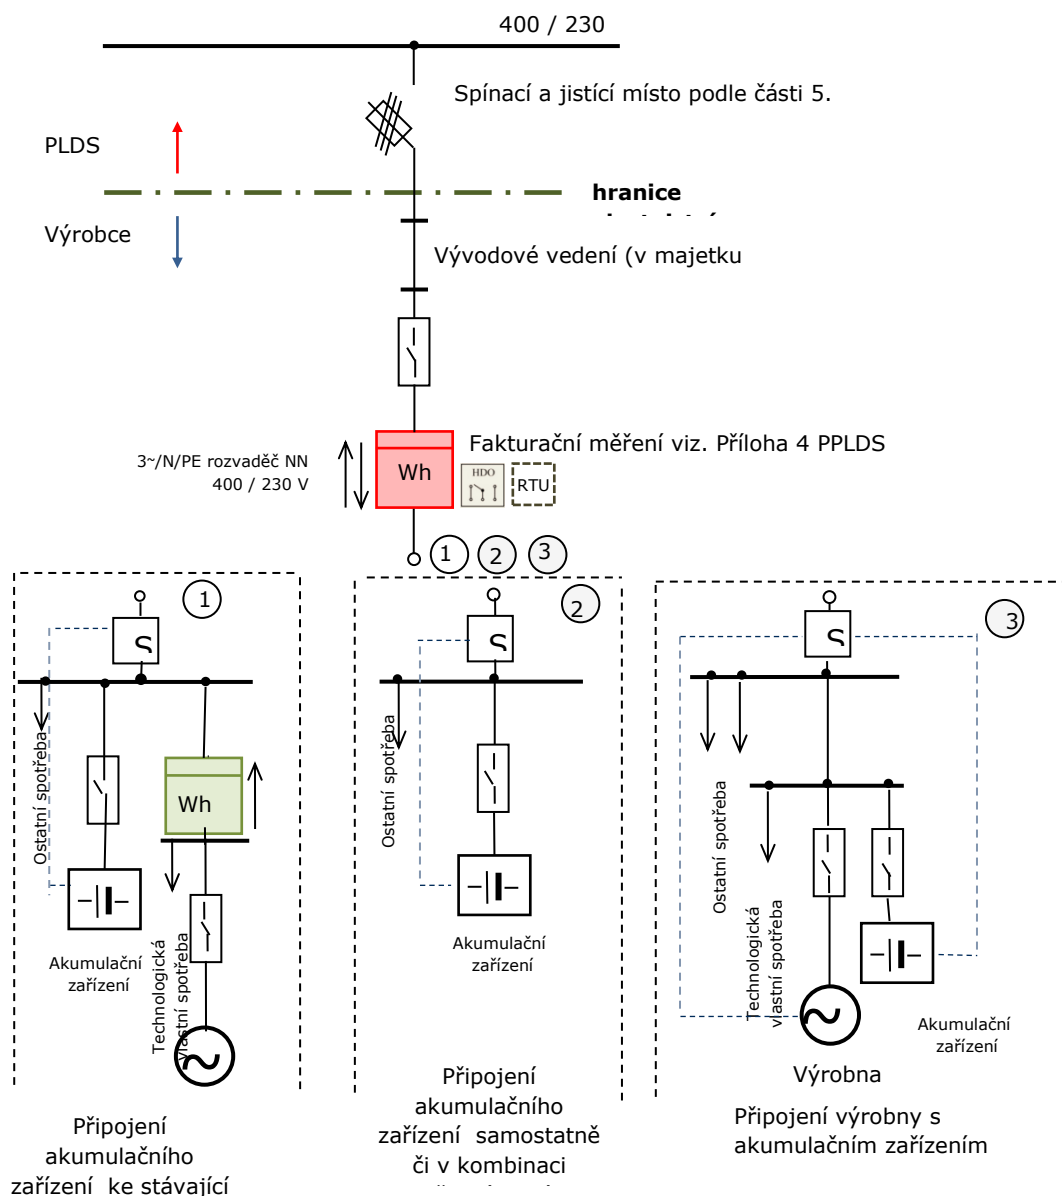 400 / 230
Spínací a jistící místo podle části 5.
PLDS
hranice
Výrobce
Vývodové vedení (v majetku
Fakturační měření viz. Příloha 4 PPLDS
3~/N/PE rozvaděč NN
400 / 230 V
Wh
HDO
RTU
1
2
3
1
Ostatní spotřeba
Wh
Akumulační
zařízení
Technologická
vlastní spotřeba
Připojení
akumulačního
zařízení ke stávající
2
Ostatní spotřeba
Akumulační
zařízení
Připojení
akumulačního
zařízení samostatně
či v kombinaci
3
Ostatní spotřeba
Technologická
vlastní spotřeba
Akumulační
zařízení
Výrobna
Připojení výrobny s
akumulačním zařízením